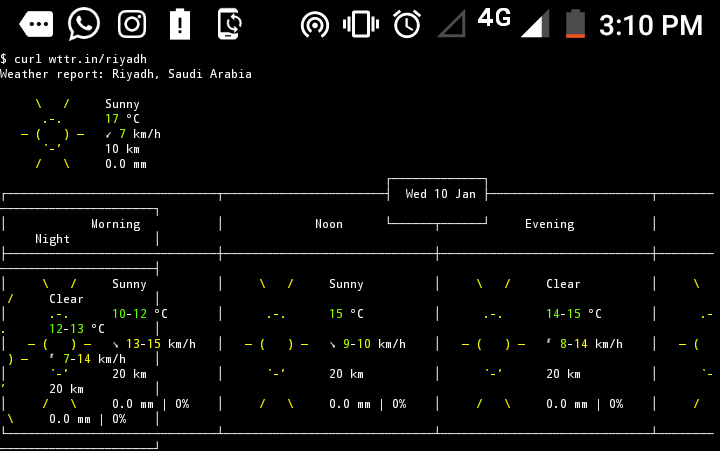 4G 3:10 PM
$ curl wttr.in/riyadh
Weather report: Riyadh, Saudi Arabia
Sunny
17 °C
↙ 7 km/h
10 km
0.0 mm
Wed 10 Jan
Morning Noon Evening
Night
Sunny Sunny Clear
Clear
10-12 °C 15 °C 14-15 °C
12-13 °C
↘ 13-15 km/h ↘ 9-10 km/h 8-14 km/h
7-14 km/h
20 km 20 km 20 km
20 km
0.0 mm | 0% 0.0 mm | 0% 0.0 mm | 0%
0.0 mm | 0%